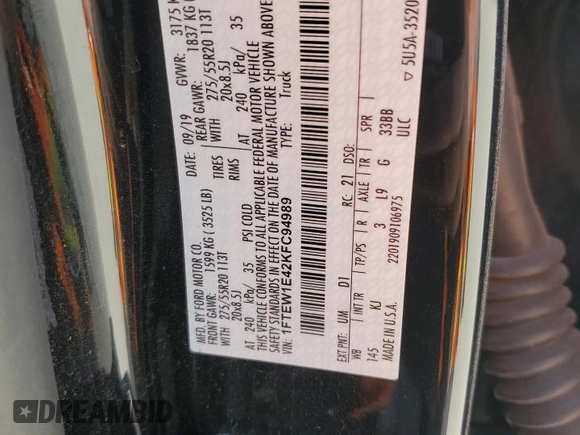 MFD. BY FORD MOTOR CO.
DATE: 09/19 GVWR: 3175 K
FRONT GAWR: 1599 KG ( 3525 LB) REAR GAWR: 1837 KG (
WITH 275/55R20 113T TIRES WITH 275/55R20 113T
20x8.5J RIMS 20x8.5J
AT 240 kPa/ 35 PSI COLD AT 240 kPa/ 35
THIS VEHICLE CONFORMS TO ALL APPLICABLE FEDERAL MOTOR VEHICLE
SAFETY STANDARDS IN EFFECT ON THE DATE OF MANUFACTURE SHOWN ABOVE
VIN: 1FTEW1E42KFC94989 TYPE: Truck
EXT PNT: UM D1 RC: 21 DSO:
WB INT TR TP/PS R AXLE TR SPR
145 KJ 3 L9 G 33BB
ULC
MADE IN U.S.A. 2201909106975
▽ 5U5A-3520
DREAMBID